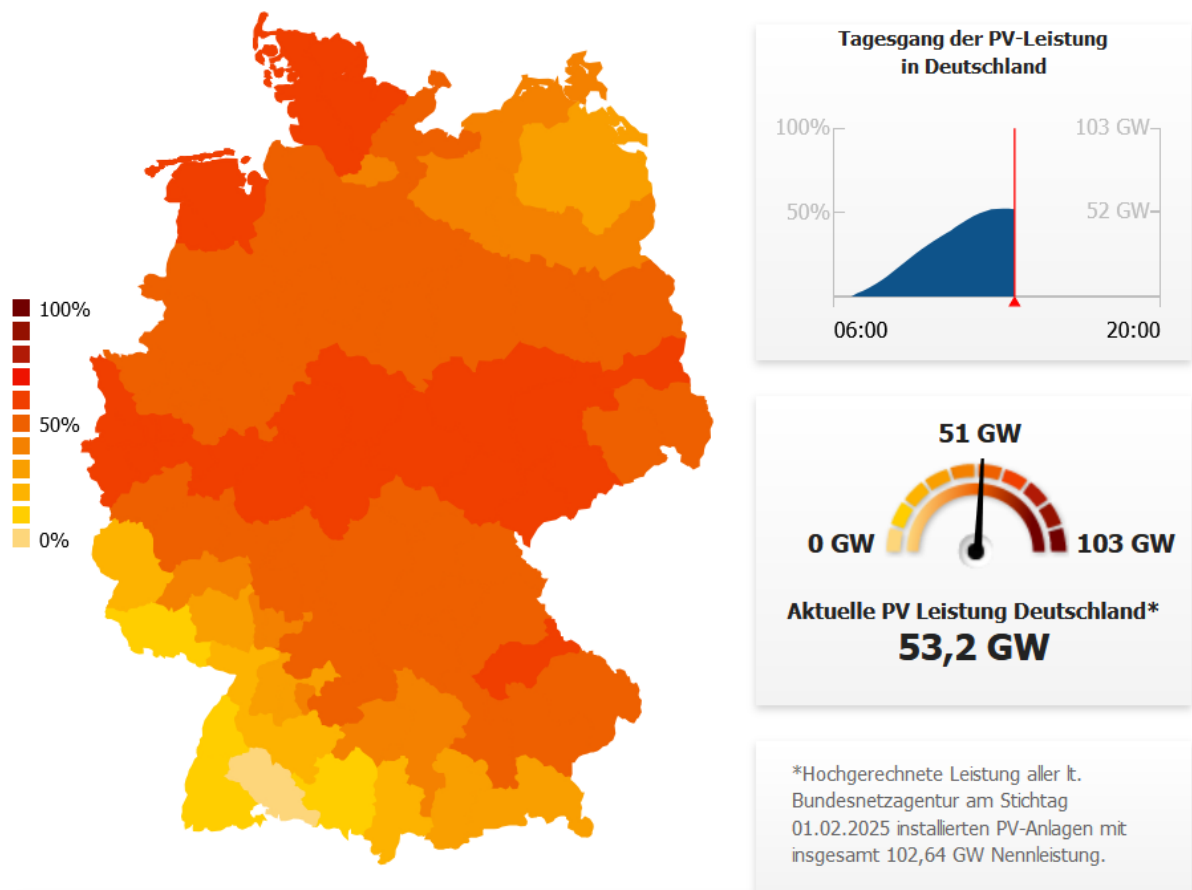 100%
50%
0%
Tagesgang der PV-Leistung
in Deutschland
100%
103 GW
50%
52 GW
06:00
20:00
51 GW
0 GW
103 GW
Aktuelle PV Leistung Deutschland*
53,2 GW
*Hochgerechnete Leistung aller lt.
Bundesnetzagentur am Stichtag
01.02.2025 installierten PV-Anlagen mit
insgesamt 102,64 GW Nennleistung.